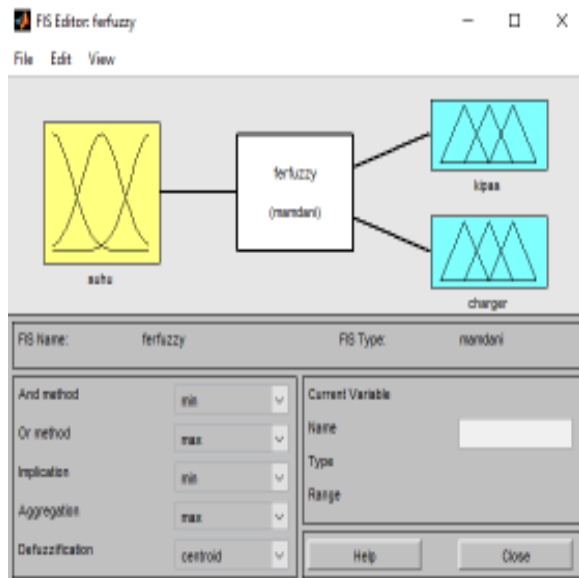 FIS Editor: ferfuzzy
File Edit View
ferfuzzy
(mamdani)
suhu
kipas
charger
FIS Name: ferfuzzy FIS Type: mamdani
And method min
Or method max
Implication min
Aggregation max
Defuzzification centroid
Current Variable
Name
Type
Range
Help Close